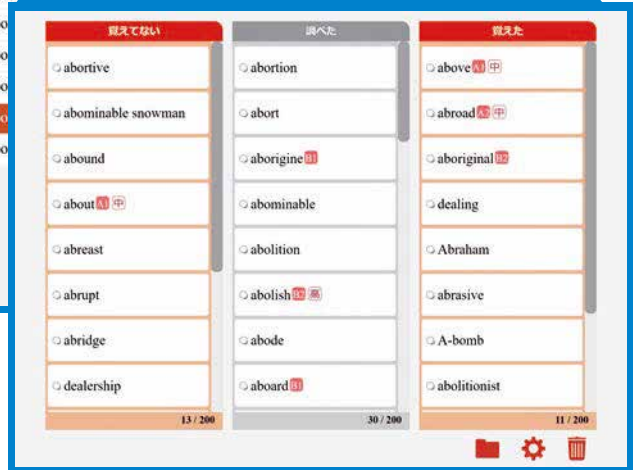 覚えてない
abortive
abominable snowman
abound
about A1 中
abreast
abrupt
abridge
dealership
13 / 200
調べた
abortion
abort
aborigine B1
abominable
abolition
abolish B2 高
abode
aboard B1
30 / 200
覚えた
above A1 中
abroad A2 中
aboriginal B2
dealing
Abraham
abrasive
A-bomb
abolitionist
11 / 200